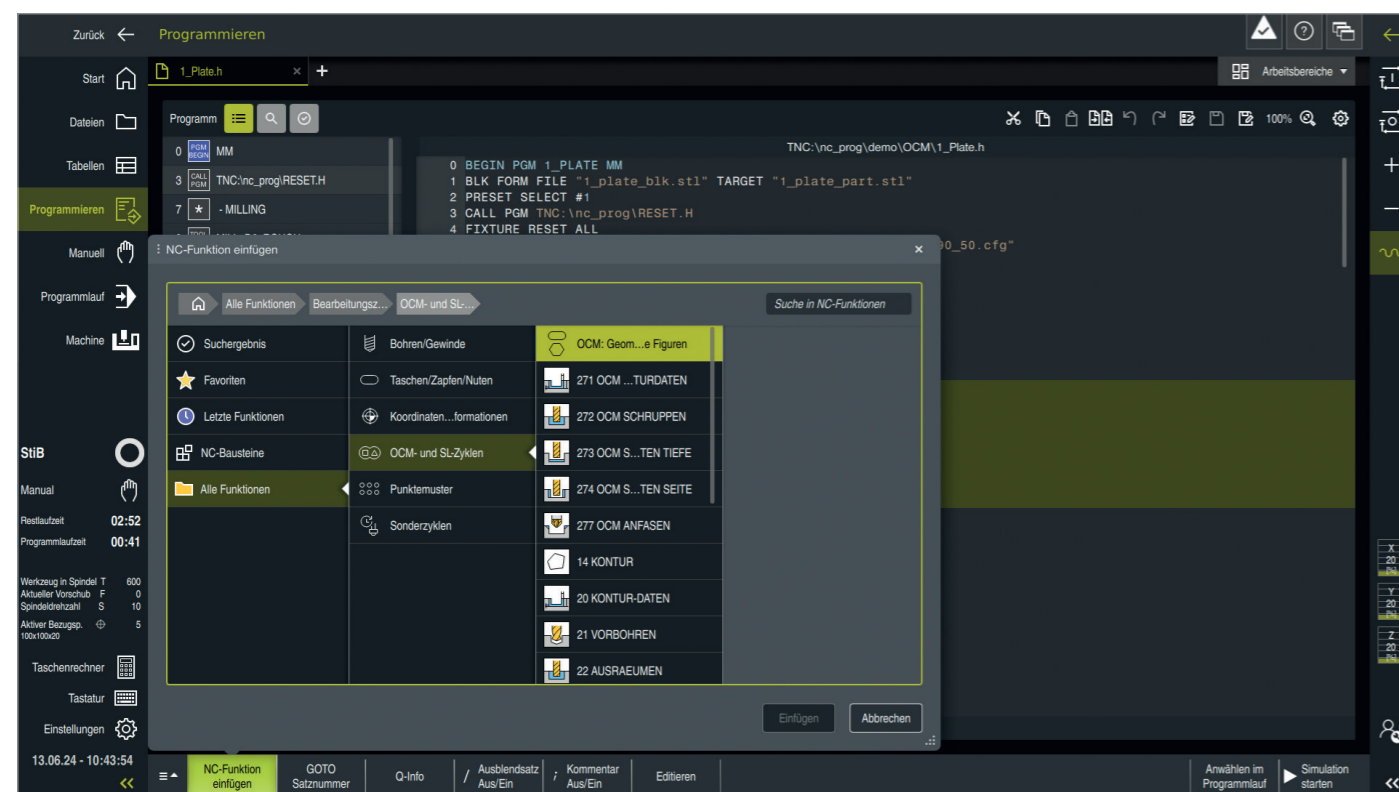 Zurück
Programmieren
Start
1_Plate.h
Arbeitsbereiche
Dateien
Programm
100%
0 PGM BEGIN MM
TNC:\nc_prog\demo\OCM\1_Plate.h
Tabellen
0 BEGIN PGM 1_PLATE MM
3 CALL PGM TNC:\nc_prog\RESET.H
1 BLK FORM FILE "1_plate_blk.stl" TARGET "1_plate_part.stl"
2 PRESET SELECT #1
Programmieren
7 * - MILLING
3 CALL PGM TNC:\nc_prog\RESET.H
4 FIXTURE RESET ALL
Manuell
NC-Funktion einfügen
_50.cfg"
Programmlauf
Alle Funktionen
Bearbeitungsz...
OCM- und SL-...
Suche in NC-Funktionen
Machine
Suchergebnis
Bohren/Gewinde
OCM: Geom...e Figuren
Favoriten
Taschen/Zapfen/Nuten
271 OCM ...TURDATEN
Letzte Funktionen
Koordinaten...formationen
272 OCM SCHRUPPEN
StiB
NC-Bausteine
OCM- und SL-Zyklen
273 OCM S...TEN TIEFE
Manual
Alle Funktionen
Punktemuster
274 OCM S...TEN SEITE
Restlaufzeit 02:52
Sonderzyklen
277 OCM ANFASEN
Programmlaufzeit 00:41
14 KONTUR
X
20
Werkzeug in Spindel T 600
Aktueller Vorschub F 0
Spindeldrehzahl S 10
20 KONTUR-DATEN
Y
20
Aktiver Bezugsp. 5
100x100x20
21 VORBOHREN
Z
20
Taschenrechner
22 AUSRAEUMEN
Tastatur
Einstellungen
Einfügen
Abbrechen
13.06.24 - 10:43:54
NC-Funktion
einfügen
GOTO
Satznummer
Q-Info
/ Ausblendsatz
Aus/Ein
; Kommentar
Aus/Ein
Editieren
Anwählen im
Programmlauf
Simulation
starten